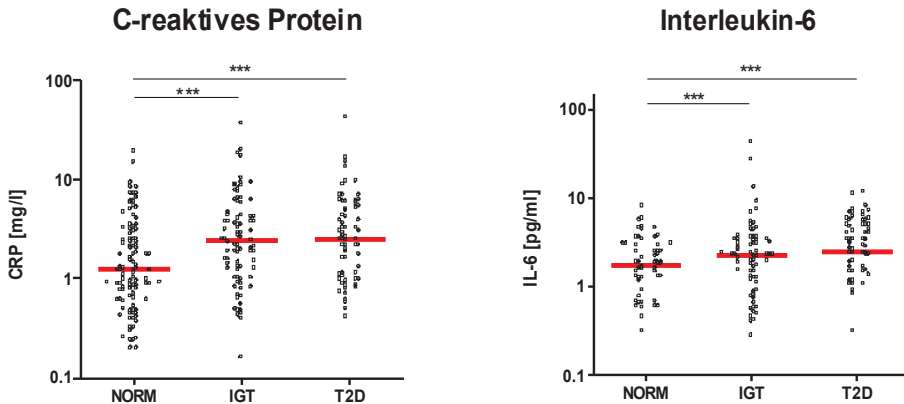 C-reaktives Protein
***
***
100
10
1
0.1
CRP [mg/l]
NORM IGT T2D
Interleukin-6
***
***
100
10
1
0.1
IL-6 [pg/ml]
NORM IGT T2D